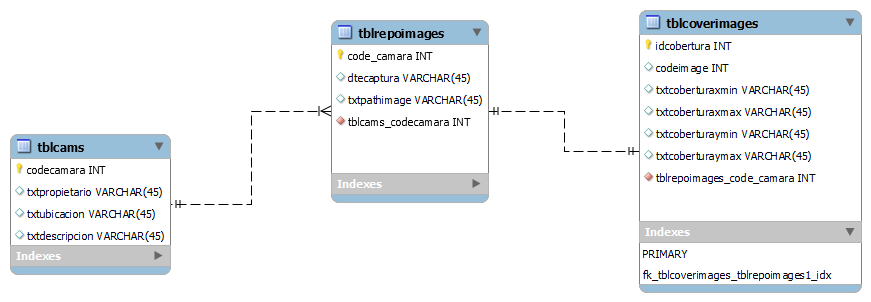 tblcams
codecamara INT
txtpropietario VARCHAR(45)
txtubicacion VARCHAR(45)
txtdescripcion VARCHAR(45)
Indexes
tblrepoimages
code_camara INT
dtecaptura VARCHAR(45)
txtpathimage VARCHAR(45)
tblcams_codecamara INT
Indexes
tblcoverimages
idcobertura INT
codeimage INT
txtcoberturaxmin VARCHAR(45)
txtcoberturaxmax VARCHAR(45)
txtcoberturaymin VARCHAR(45)
txtcoberturaymax VARCHAR(45)
tblrepoimages_code_camara INT
Indexes
PRIMARY
fk_tblcoverimages_tblrepoimages1_idx